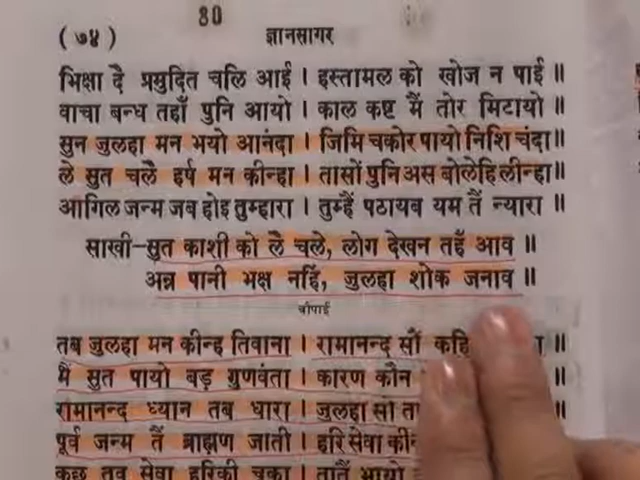 80
( ७४ ) ज्ञानसागर
भिक्षा दै प्रमुदित चलि आई । इस्तामल को खोज न पाई ॥
वाचा बन्ध तहाँ पुनि आयो । काल कष्ट मैं तोर मिटायो ॥
सुन जुलहा मन भयो आनंदा । जिमि चकोर पायो निशि चंदा ॥
ले सुत चलै हर्ष मन कीन्हा । तासों पुनि अस बोलेहि लीन्हा ॥
आगिल जन्म जब होइ तुम्हारा । तुम्हैं पठायब यम तैं न्यारा ॥
साखी–सुत काशी को लै चले, लोग देखन तहँ आव ॥
अन्न पानी भक्ष नहिं, जुलहा शोक जनाव ॥
चौपाई
तब जुलहा मन कीन्ह तिवाना । रामानन्द सों कहि ॥
मैं सुत पायो बड़ गुणवंता । कारण कौन ॥
रामानन्द ध्यान तब धारा । जुलहा सों ॥
पूर्व जन्म तैं ब्राह्मण जाती । हरि सेवा
कछु तव सेवा हरिकी चूका । तातैं भायो